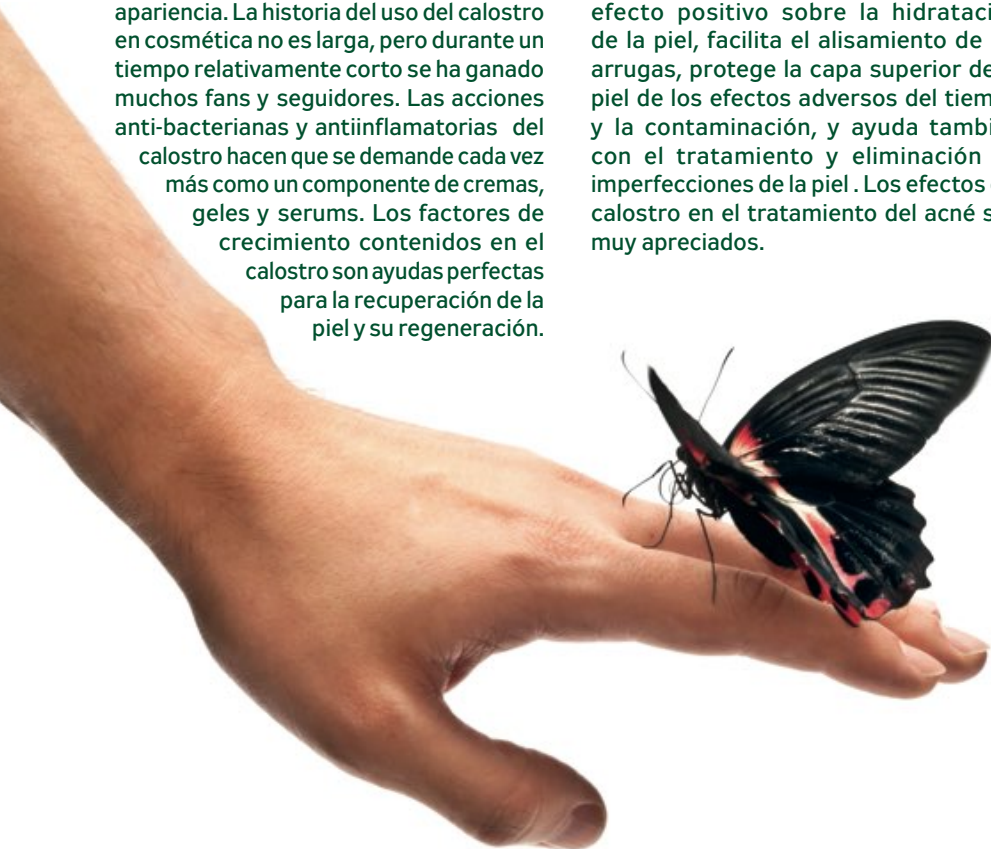 apariencia. La historia del uso del calostro
en cosmética no es larga, pero durante un
tiempo relativamente corto se ha ganado
muchos fans y seguidores. Las acciones
anti-bacterianas y antiinflamatorias del
calostro hacen que se demande cada vez
más como un componente de cremas,
geles y serums. Los factores de
crecimiento contenidos en el
calostro son ayudas perfectas
para la recuperación de la
piel y su regeneración.
efecto positivo sobre la hidrataci
de la piel, facilita el alisamiento de
arrugas, protege la capa superior de
piel de los efectos adversos del tiem
y la contaminación, y ayuda tambi
con el tratamiento y eliminación
imperfecciones de la piel . Los efectos
calostro en el tratamiento del acné s
muy apreciados.